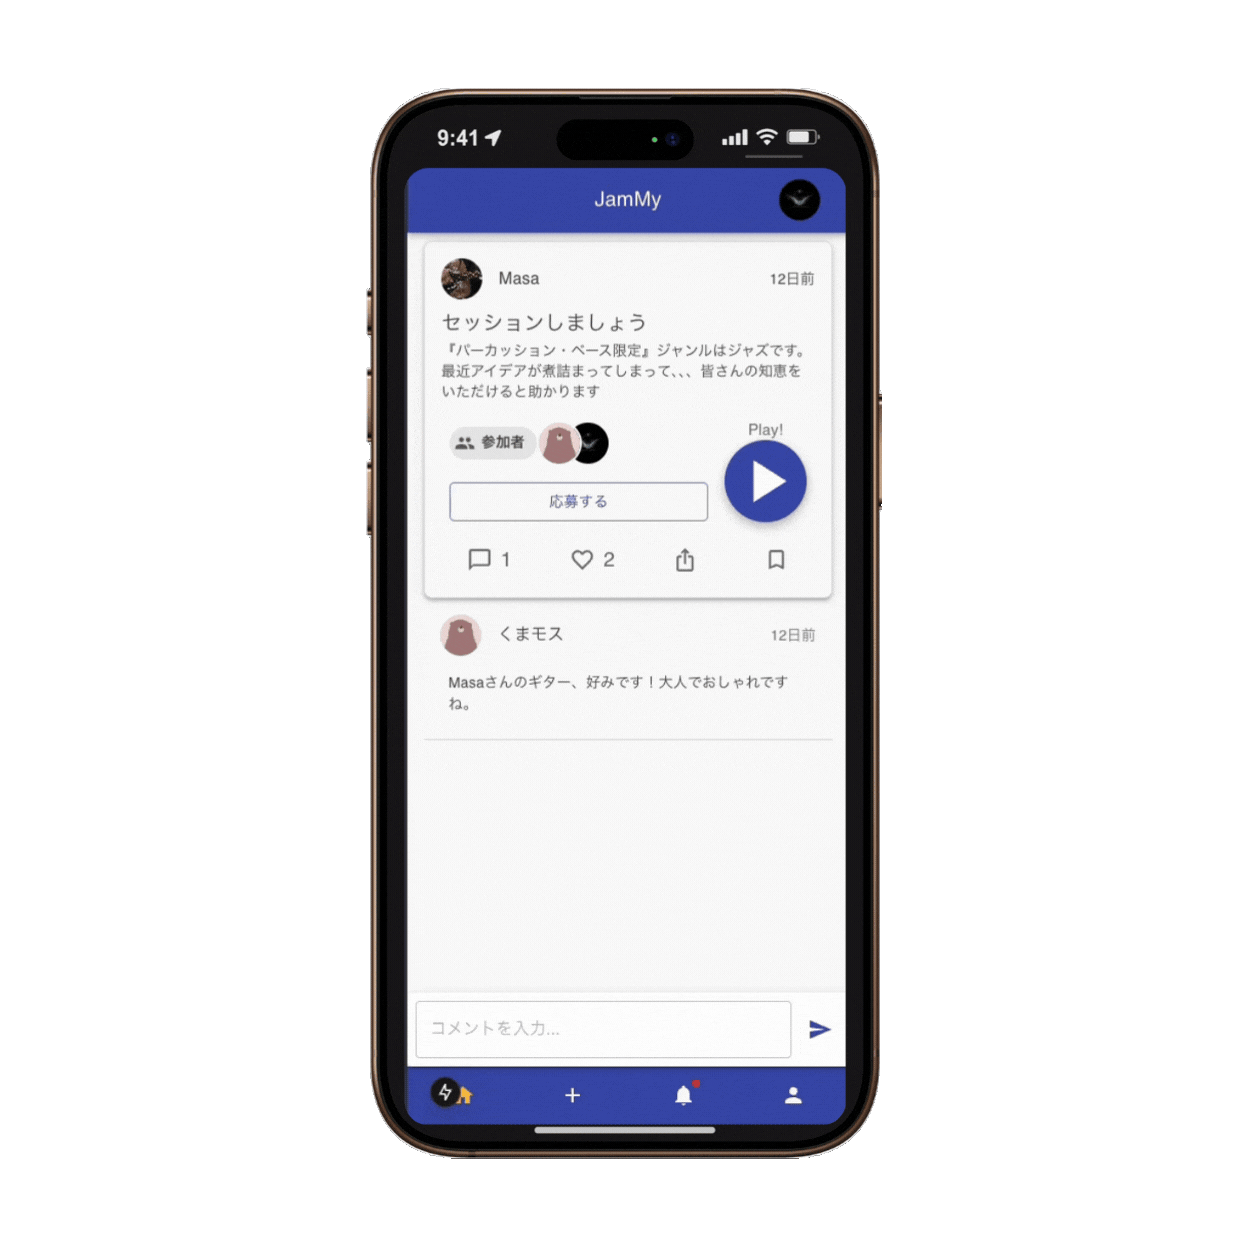 9:41
JamMy
Masa
12日前
セッションしましょう
『パーカッション・ベース限定』ジャンルはジャズです。
最近アイデアが煮詰まってしまって、、、皆さんの知恵を
いただけると助かります
参加者
Play!
応募する
1
2
くまモス
12日前
Masaさんのギター、好みです！大人でおしゃれです
ね。
コメントを入力...